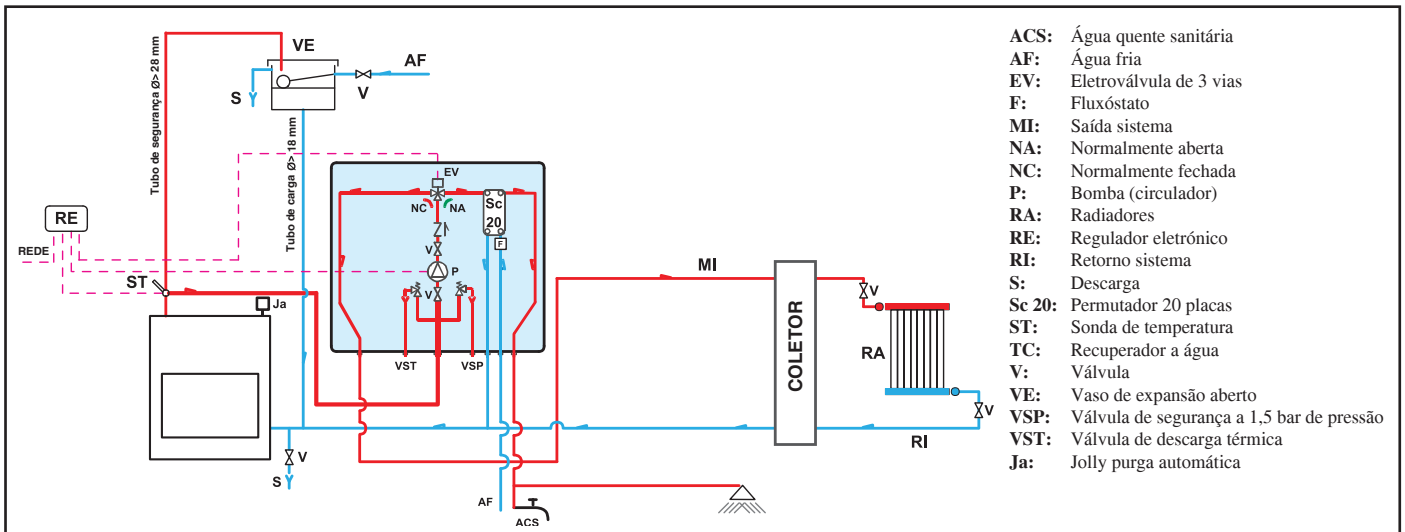 VE
AF
S
V
Tubo de segurança Ø> 28 mm
Tubo de carga Ø> 18 mm
EV
NC
NA
Sc
20
F
V
P
V
RE
REDE
ST
Ja
VST
VSP
MI
COLETOR
V
RA
V
RI
V
S
AF
ACS
ACS: Água quente sanitária
AF: Água fria
EV: Eletroválvula de 3 vias
F: Fluxóstato
MI: Saída sistema
NA: Normalmente aberta
NC: Normalmente fechada
P: Bomba (circulador)
RA: Radiadores
RE: Regulador eletrónico
RI: Retorno sistema
S: Descarga
Sc 20: Permutador 20 placas
ST: Sonda de temperatura
TC: Recuperador a água
V: Válvula
VE: Vaso de expansão aberto
VSP: Válvula de segurança a 1,5 bar de pressão
VST: Válvula de descarga térmica
Ja: Jolly purga automática